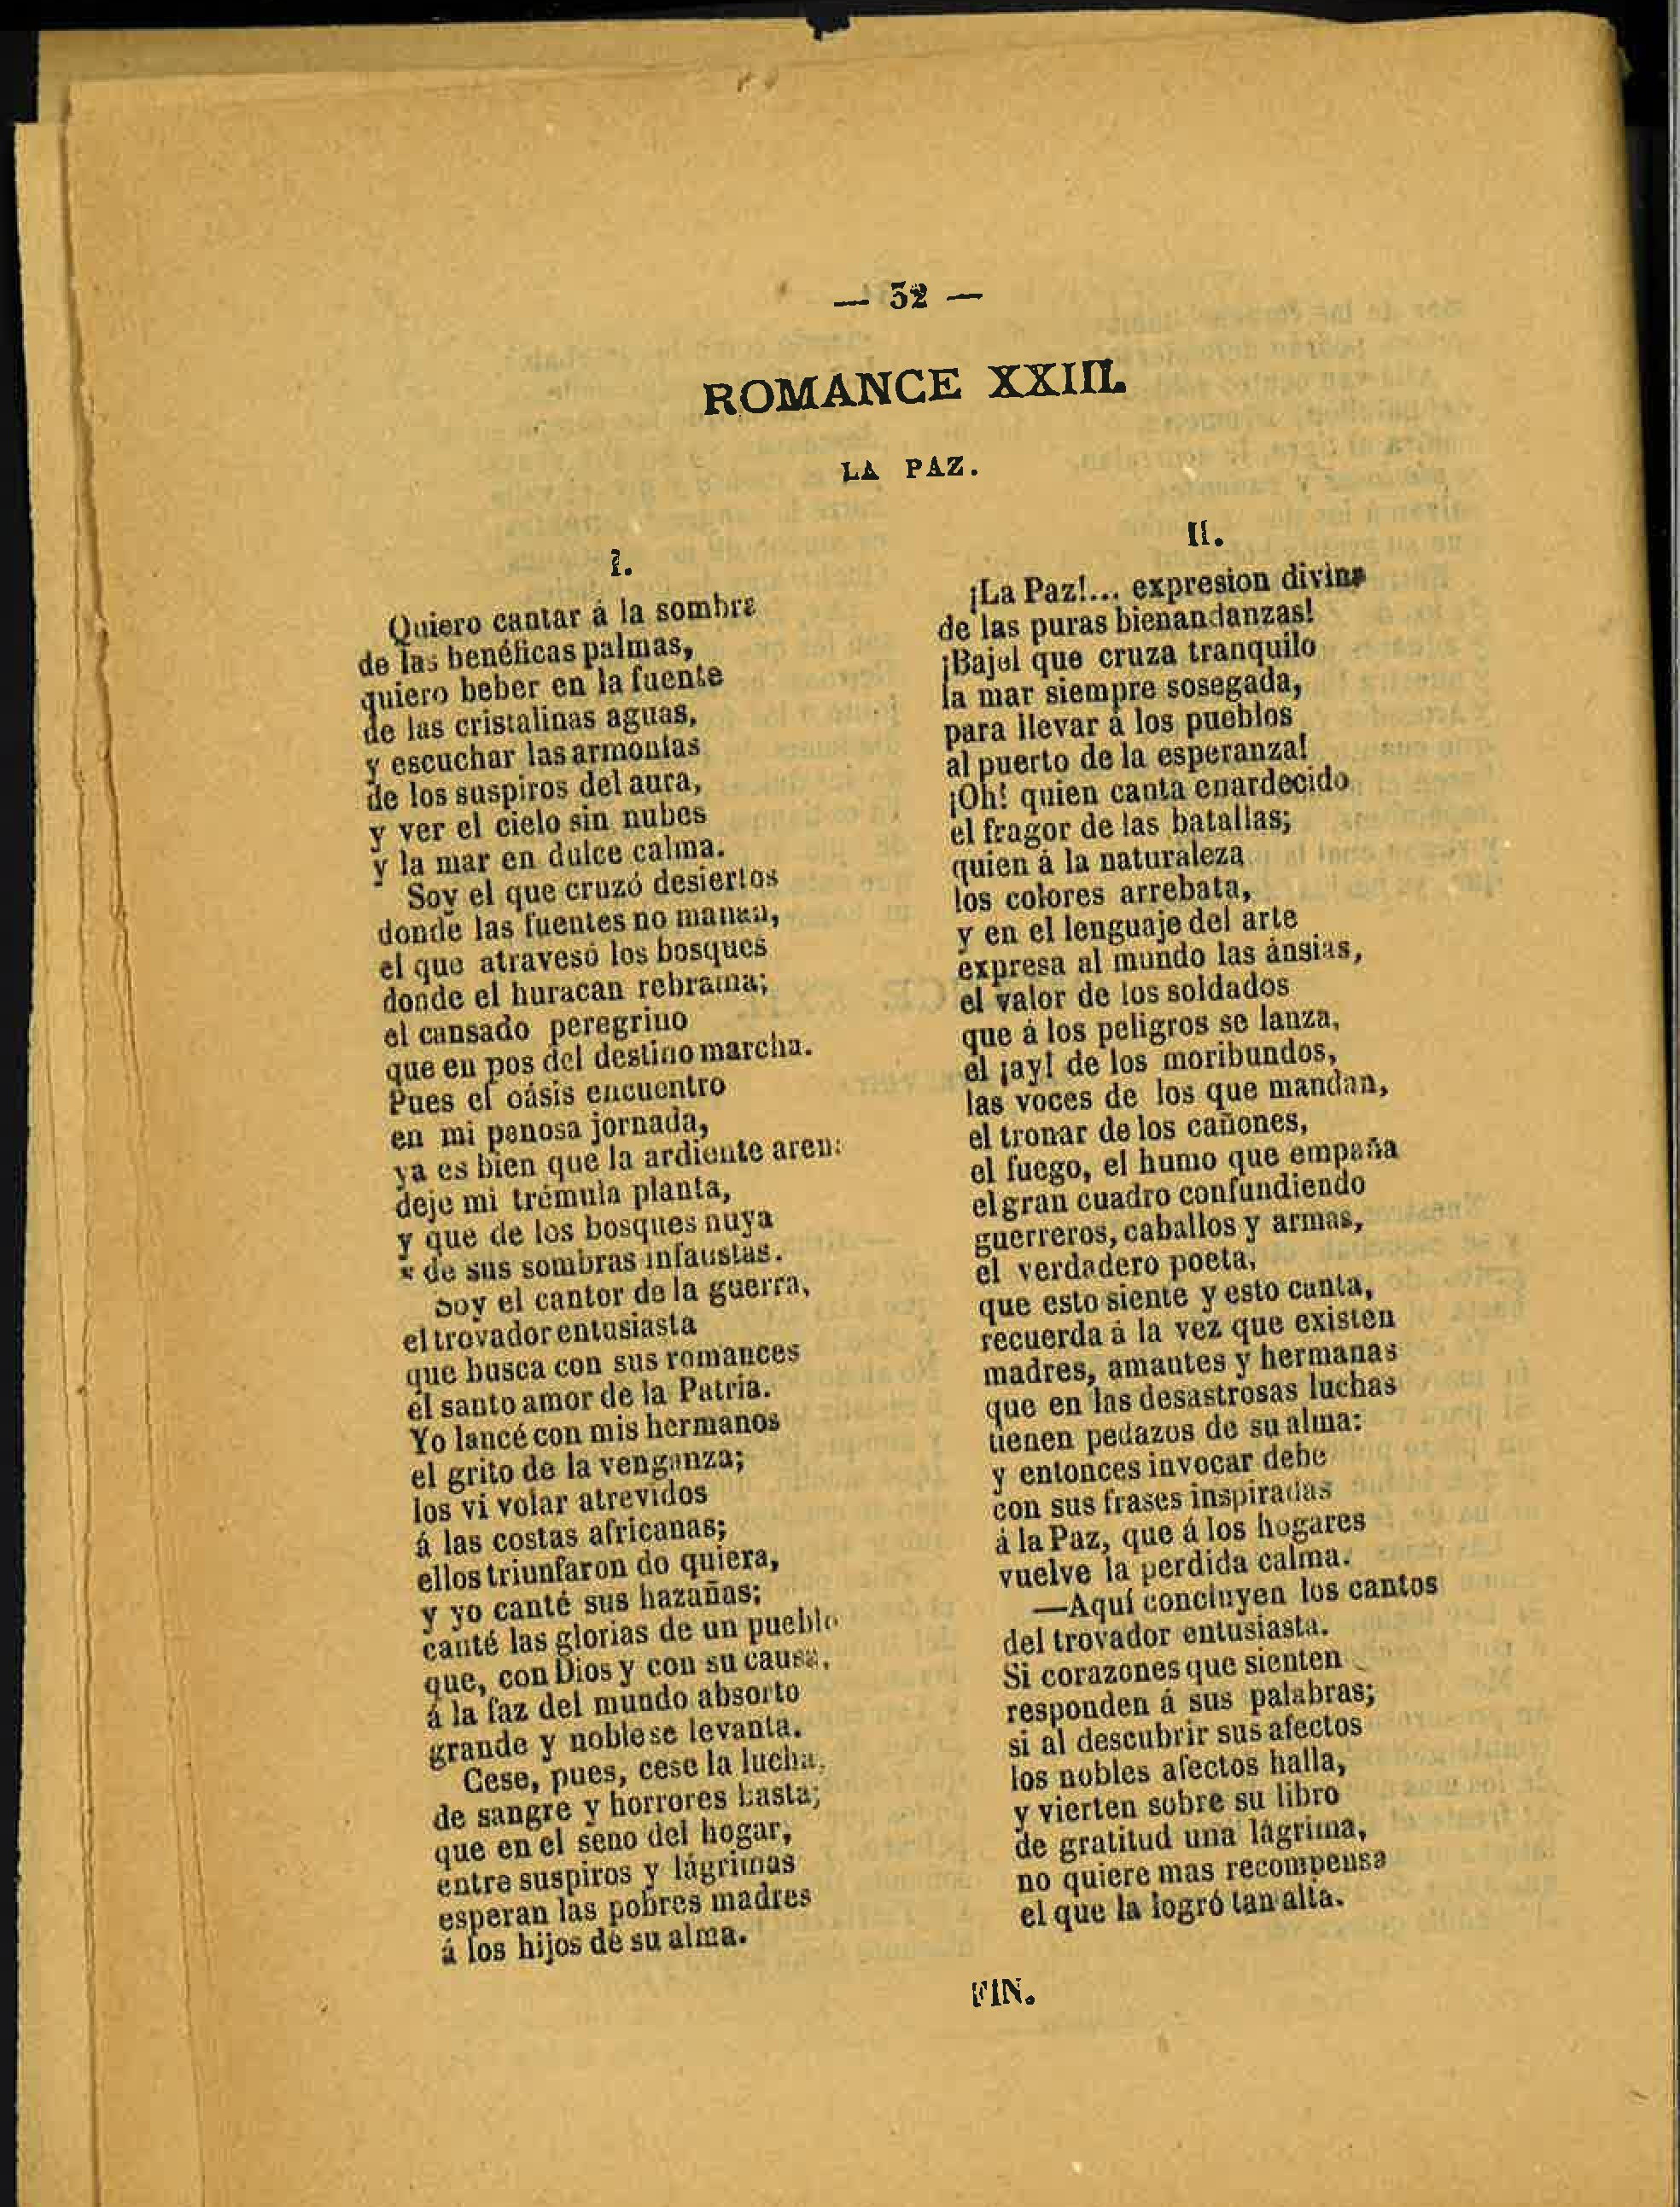 — 32 —
ROMANCE XXIII.
LA PAZ.
I.
Quiero cantar á la sombra
de las benéficas palmas,
quiero beber en la fuente
de las cristalinas aguas,
y escuchar las armonías
de los suspiros del aura,
y ver el cielo sin nubes
y la mar en dulce calma.
Soy el que cruzó desiertos
donde las fuentes no manan,
el que atravesó los bosques
donde el huracan rebrama;
el cansado peregrino
que en pos del destino marcha.
Pues el oásis encuentro
en mi penosa jornada,
ya es bien que la ardiente arena
deje mi trémula planta,
y que de los bosques huya
de sus sombras infaustas.
Soy el cantor de la guerra,
el trovador entusiasta
que busca con sus romances
el santo amor de la Patria.
Yo lancé con mis hermanos
el grito de la venganza;
los vi volar atrevidos
á las costas africanas;
ellos triunfaron do quiera,
y yo canté sus hazañas;
canté las glorias de un pueblo
que, con Dios y con su causa,
á la faz del mundo absorto
grande y noble se levanta.
Cese, pues, cese la lucha,
de sangre y horrores basta;
que en el seno del hogar,
entre suspiros y lágrimas
esperan las pobres madres
á los hijos de su alma.
II.
¡La Paz!... expresion divina
de las puras bienandanzas!
¡Bajel que cruza tranquilo
la mar siempre sosegada,
para llevar á los pueblos
al puerto de la esperanza!
¡Oh! quien canta enardecido
el fragor de las batallas;
quien á la naturaleza
los colores arrebata,
y en el lenguaje del arte
expresa al mundo las ánsias,
el valor de los soldados
que á los peligros se lanza,
el ¡ay! de los moribundos,
las voces de los que mandan,
el tronar de los cañones,
el fuego, el humo que empaña
el gran cuadro confundiendo
guerreros, caballos y armas,
el verdadero poeta,
que esto siente y esto canta,
recuerda á la vez que existen
madres, amantes y hermanas
que en las desastrosas luchas
tienen pedazos de su alma:
y entonces invocar debe
con sus frases inspiradas
á la Paz, que á los hogares
vuelve la perdida calma.
—Aquí concluyen los cantos
del trovador entusiasta.
Si corazones que sienten
responden á sus palabras;
si al descubrir sus afectos
los nobles afectos halla,
y vierten sobre su libro
de gratitud una lágrima,
no quiere mas recompensa
el que la logró tan alta.
FIN.